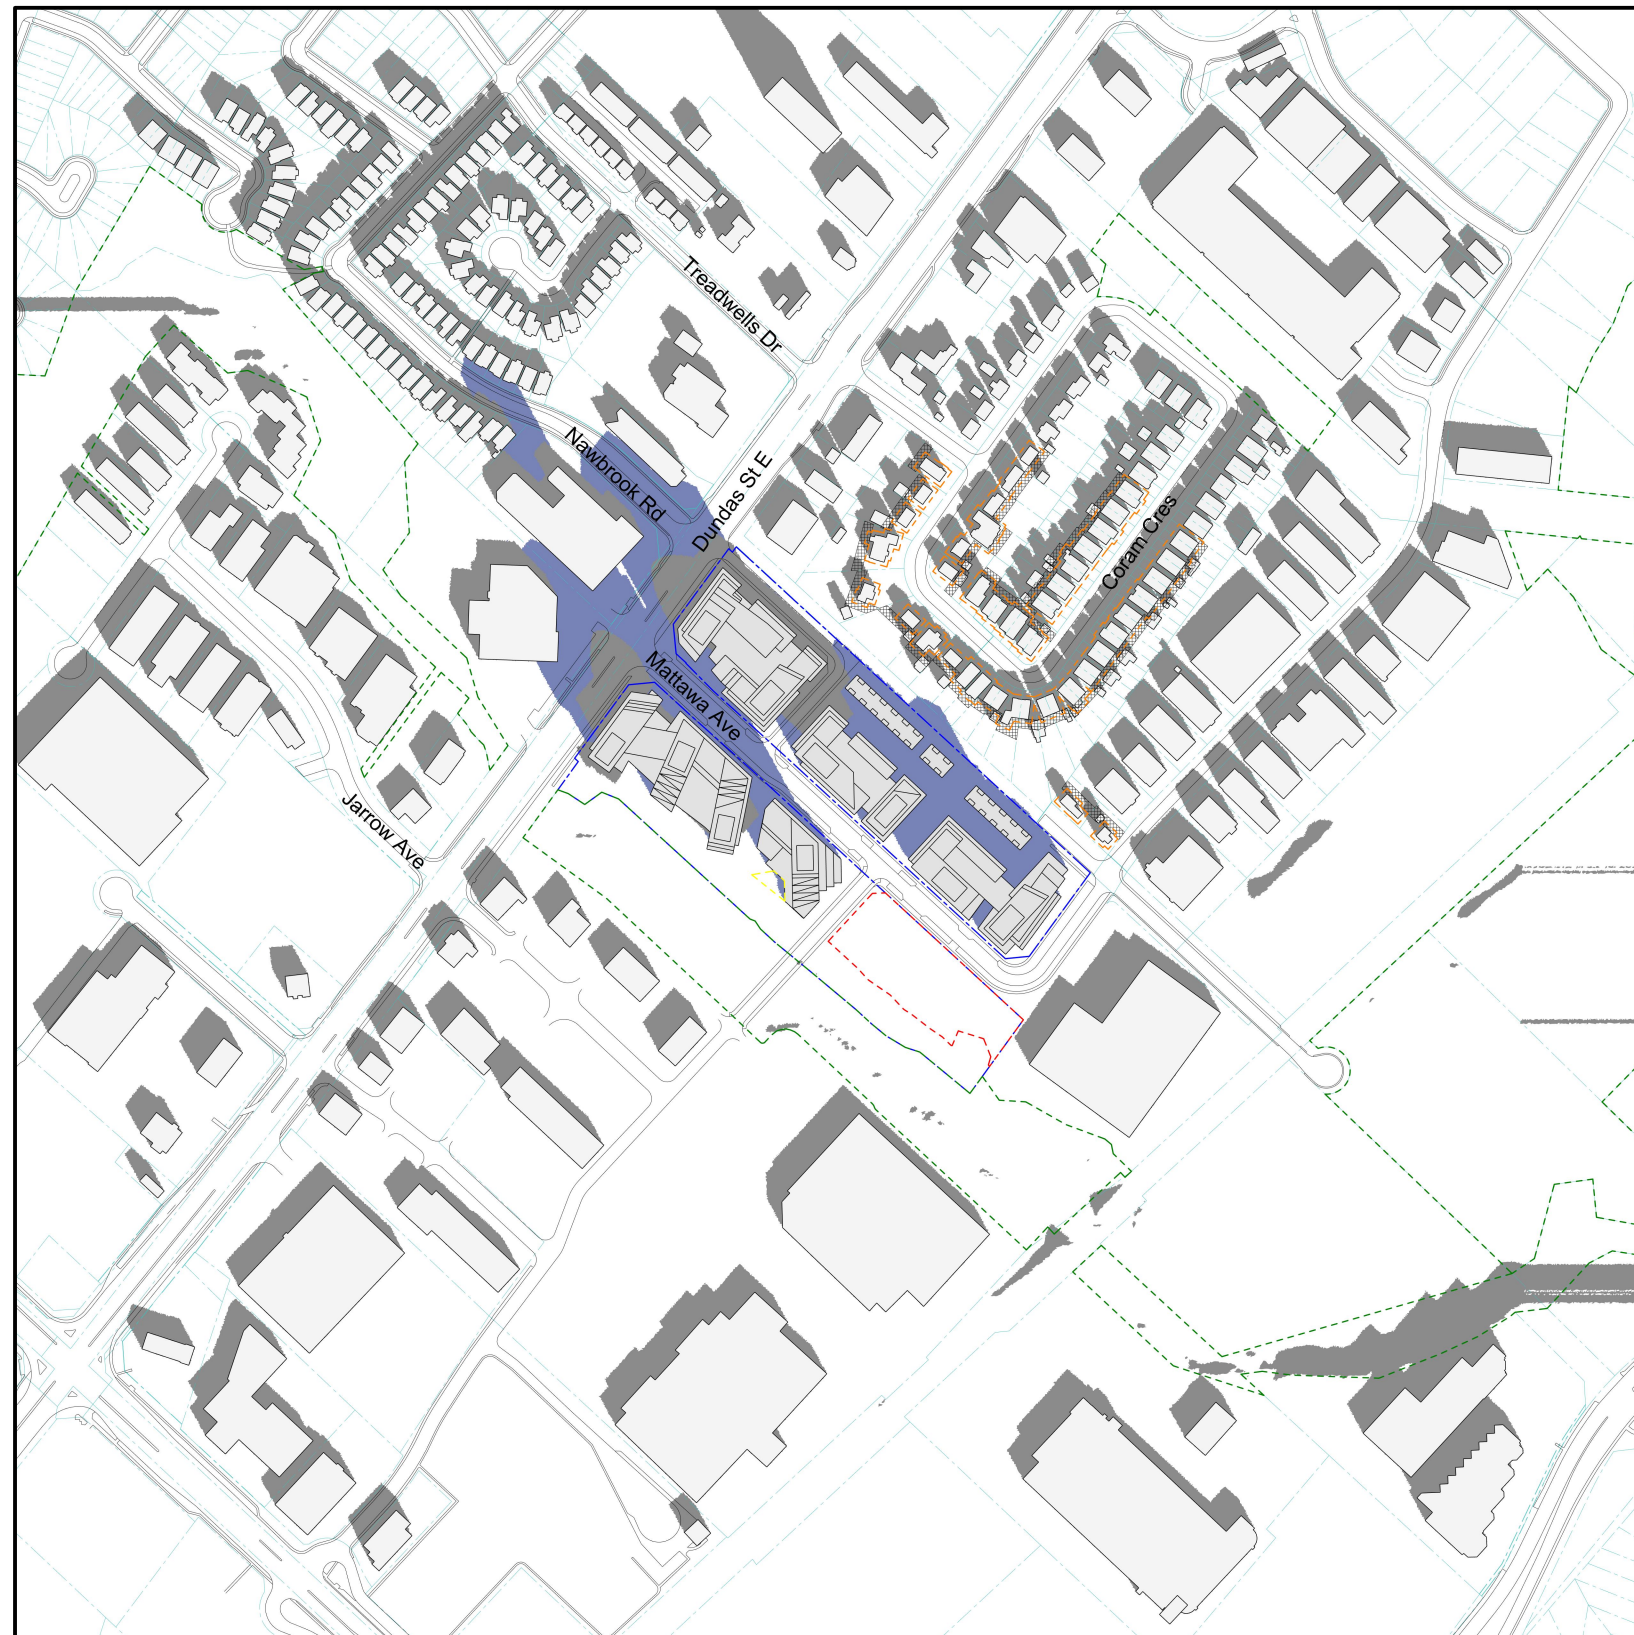 Treadwells Dr
Nawbrook Rd
Dundas St E
Coram Cres
Mattawa Ave
Jarrow Ave